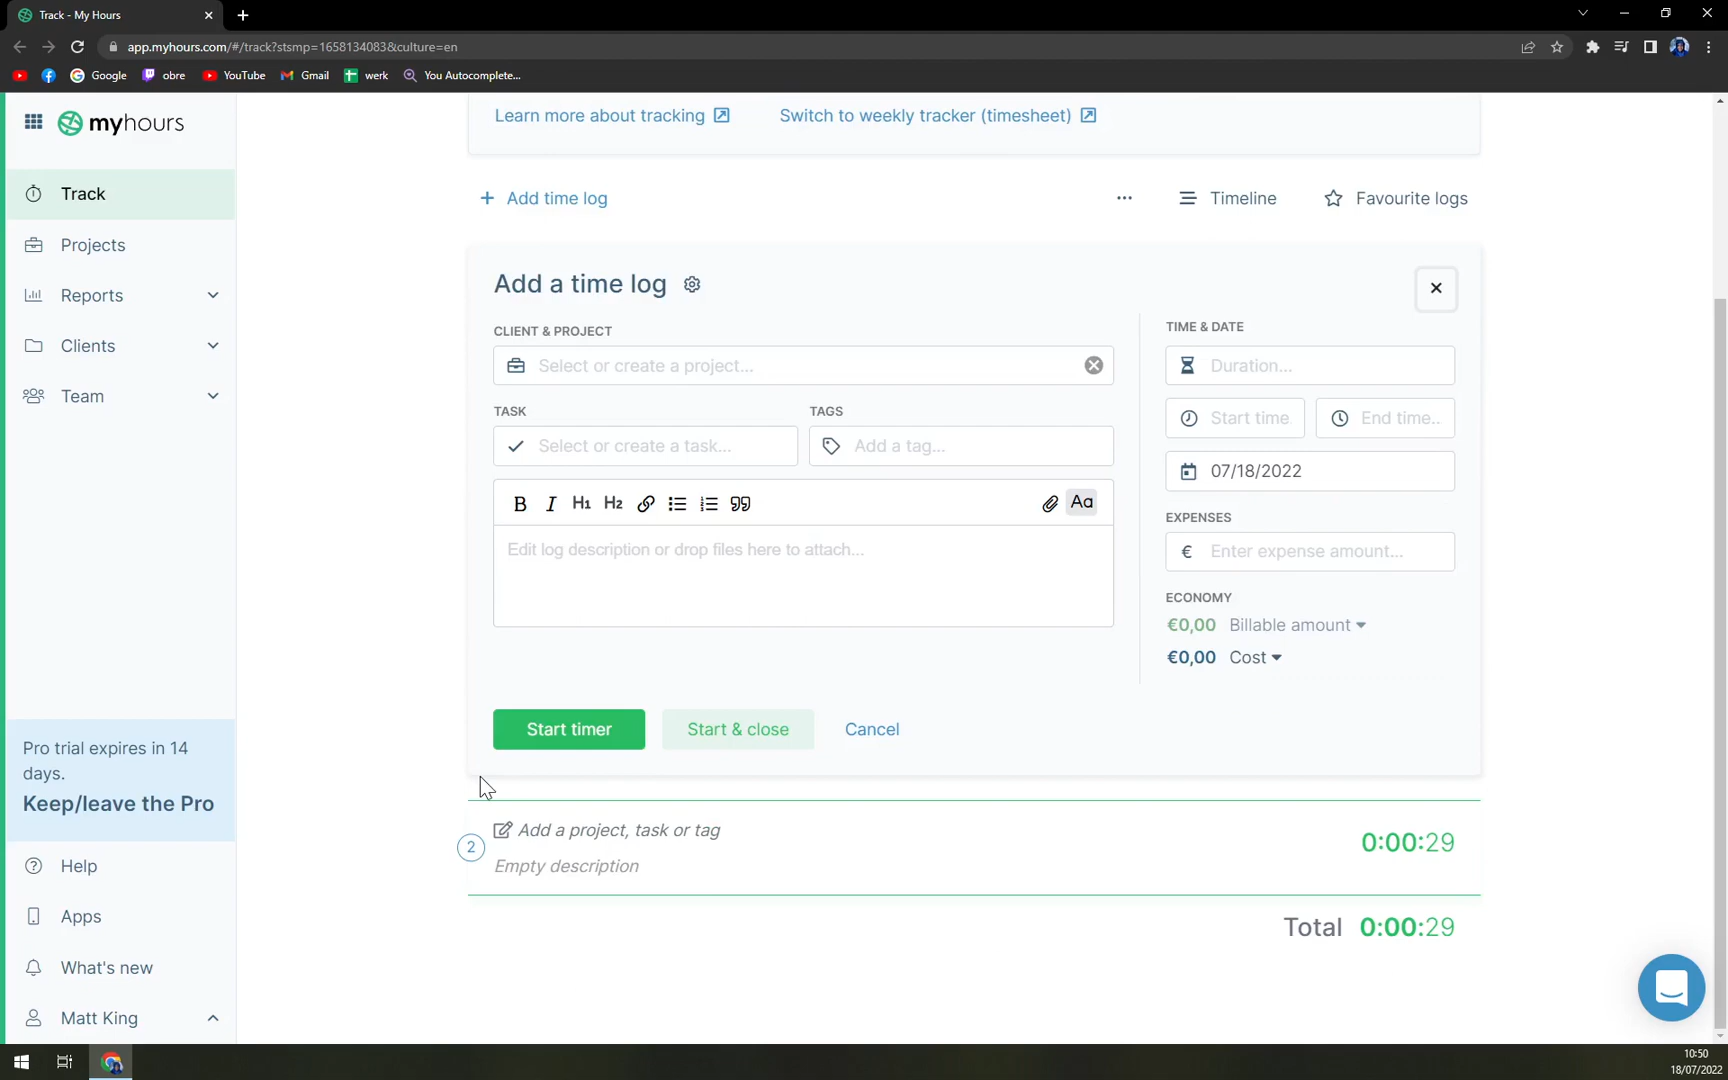 Track - My Hours
app.myhours.com/#/track?stsmp=1658134083&culture=en
Google
obre
YouTube
Gmail
werk
You Autocomplete...
myhours
Learn more about tracking
Switch to weekly tracker (timesheet)
Track
Add time log
Timeline
Favourite logs
Projects
Reports
Clients
Team
Add a time log
CLIENT & PROJECT
Select or create a project...
TASK
TAGS
Select or create a task...
Add a tag...
B I H1 H2 Aa
Edit log description or drop files here to attach...
TIME & DATE
Duration...
Start time
End time..
07/18/2022
EXPENSES
€ Enter expense amount...
ECONOMY
€0,00 Billable amount
€0,00 Cost
Start timer
Start & close
Cancel
Pro trial expires in 14
days.
Keep/leave the Pro
2
Add a project, task or tag
Empty description
0:00:29
Total 0:00:29
Help
Apps
What's new
Matt King
10:50
18/07/2022